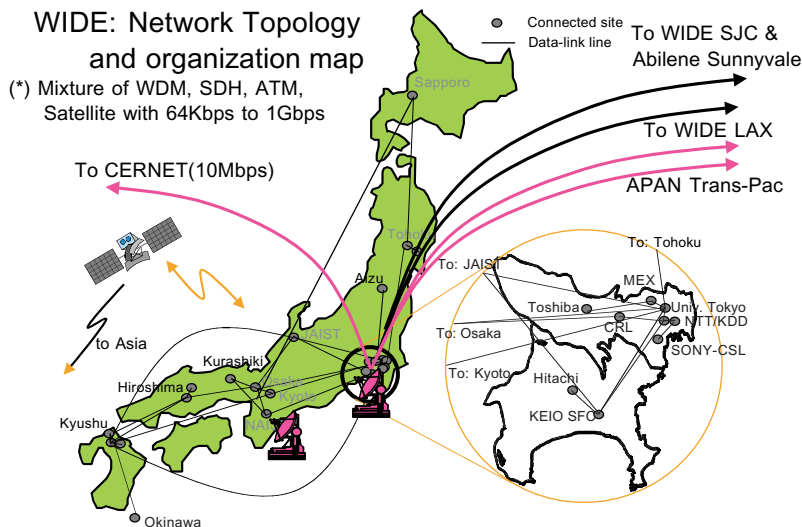 WIDE: Network Topology
and organization map
(*) Mixture of WDM, SDH, ATM,
Satellite with 64Kbps to 1Gbps
Connected site
Data-link line
To WIDE SJC &
Abilene Sunnyvale
To WIDE LAX
APAN Trans-Pac
To CERNET(10Mbps)
Sapporo
Aizu
JAIST
to Asia
Kurashiki
Hiroshima
Osaka
Kyoto
Kyushu
Okinawa
To: Tohoku
To: JAIST
MEX
Toshiba
Univ. Tokyo
NTT/KDD
CRL
To: Osaka
SONY-CSL
To: Kyoto
Hitachi
KEIO SFC